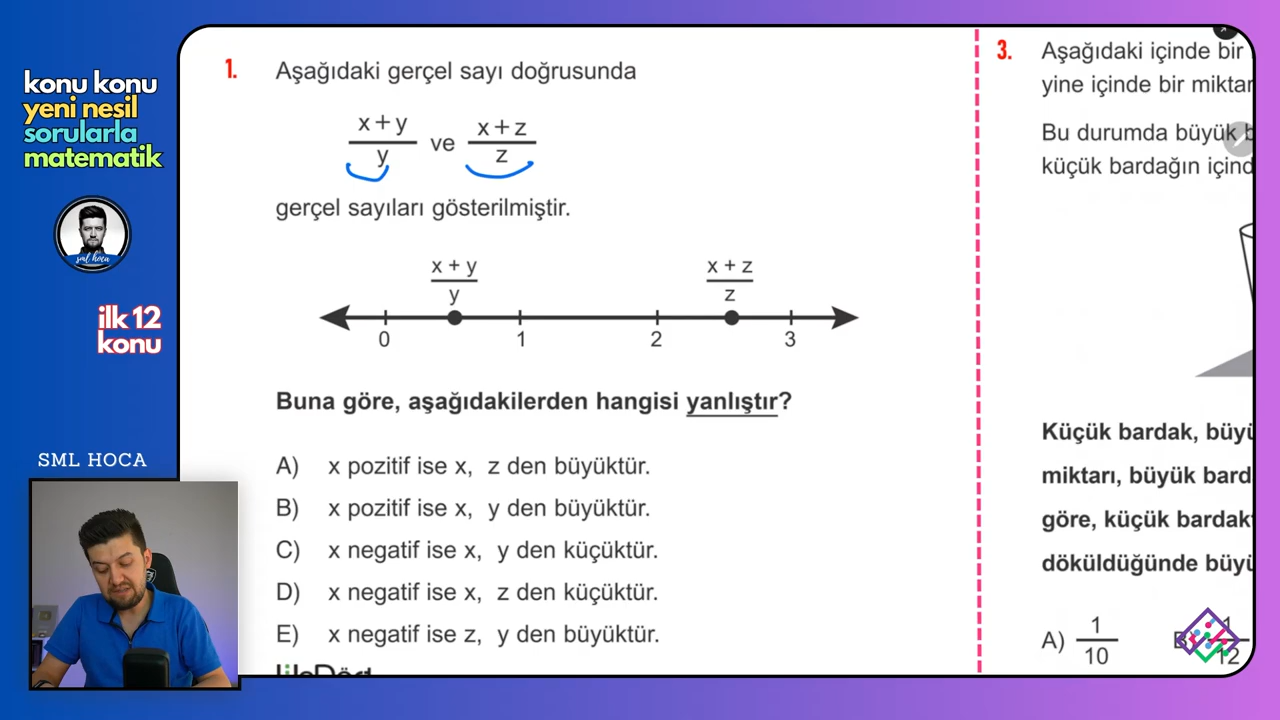 konu konu
yeni nesil
sorularla
matematik
sml hoca
ilk 12
konu
SML HOCA
1. Aşağıdaki gerçel sayı doğrusunda
x+y
y
ve
x+z
z
gerçel sayıları gösterilmiştir.
x + y
y
x + z
z
0 1 2 3
Buna göre, aşağıdakilerden hangisi yanlıştır?
A) x pozitif ise x, z den büyüktür.
B) x pozitif ise x, y den büyüktür.
C) x negatif ise x, y den küçüktür.
D) x negatif ise x, z den küçüktür.
E) x negatif ise z, y den büyüktür.
3. Aşağıdaki içinde bir
yine içinde bir miktar
Bu durumda büyük b
küçük bardağın içind
Küçük bardak, büyü
miktarı, büyük bard
göre, küçük bardak
döküldüğünde büyü
A) 1
10
B) 1
12